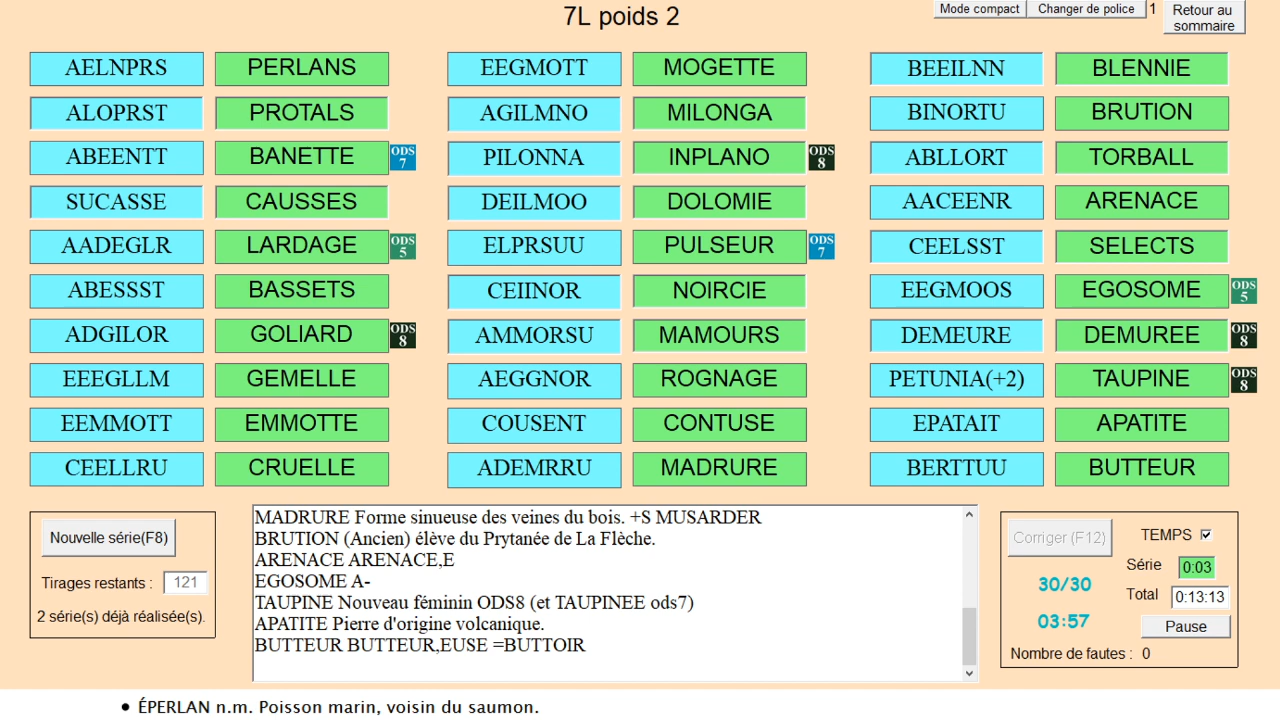 7L poids 2
Mode compact Changer de police 1 Retour au sommaire
AELNPRS PERLANS EEGMOTT MOGETTE BEEILNN BLENNIE
ALOPRST PROTALS AGILMNO MILONGA BINORTU BRUTION
ABEENTT BANETTE ODS 7 PILONNA INPLANO ODS 8 ABLLORT TORBALL
SUCASSE CAUSSES DEILMOO DOLOMIE AACEENR ARENACE
AADEGLR LARDAGE ODS 5 ELPRSUU PULSEUR ODS 7 CEELSST SELECTS
ABESSST BASSETS CEIINOR NOIRCIE EEGMOOS EGOSOME ODS 5
ADGILOR GOLIARD ODS 8 AMMORSU MAMOURS DEMEURE DEMUREE ODS 8
EEEGLLM GEMELLE AEGGNOR ROGNAGE PETUNIA(+2) TAUPINE ODS 8
EEMMOTT EMMOTTE COUSENT CONTUSE EPATAIT APATITE
CEELLRU CRUELLE ADEMRRU MADRURE BERTTUU BUTTEUR
Nouvelle série(F8)
Tirages restants : 121
2 série(s) déjà réalisée(s).
MADRURE Forme sinueuse des veines du bois. +S MUSARDER
BRUTION (Ancien) élève du Prytanée de La Flèche.
ARENACE ARENACE,E
EGOSOME A-
TAUPINE Nouveau féminin ODS8 (et TAUPINEE ods7)
APATITE Pierre d'origine volcanique.
BUTTEUR BUTTEUR,EUSE =BUTTOIR
Corriger (F12) TEMPS
Série 0:03
30/30
Total 0:13:13
03:57
Pause
Nombre de fautes : 0
• ÉPERLAN n.m. Poisson marin, voisin du saumon.